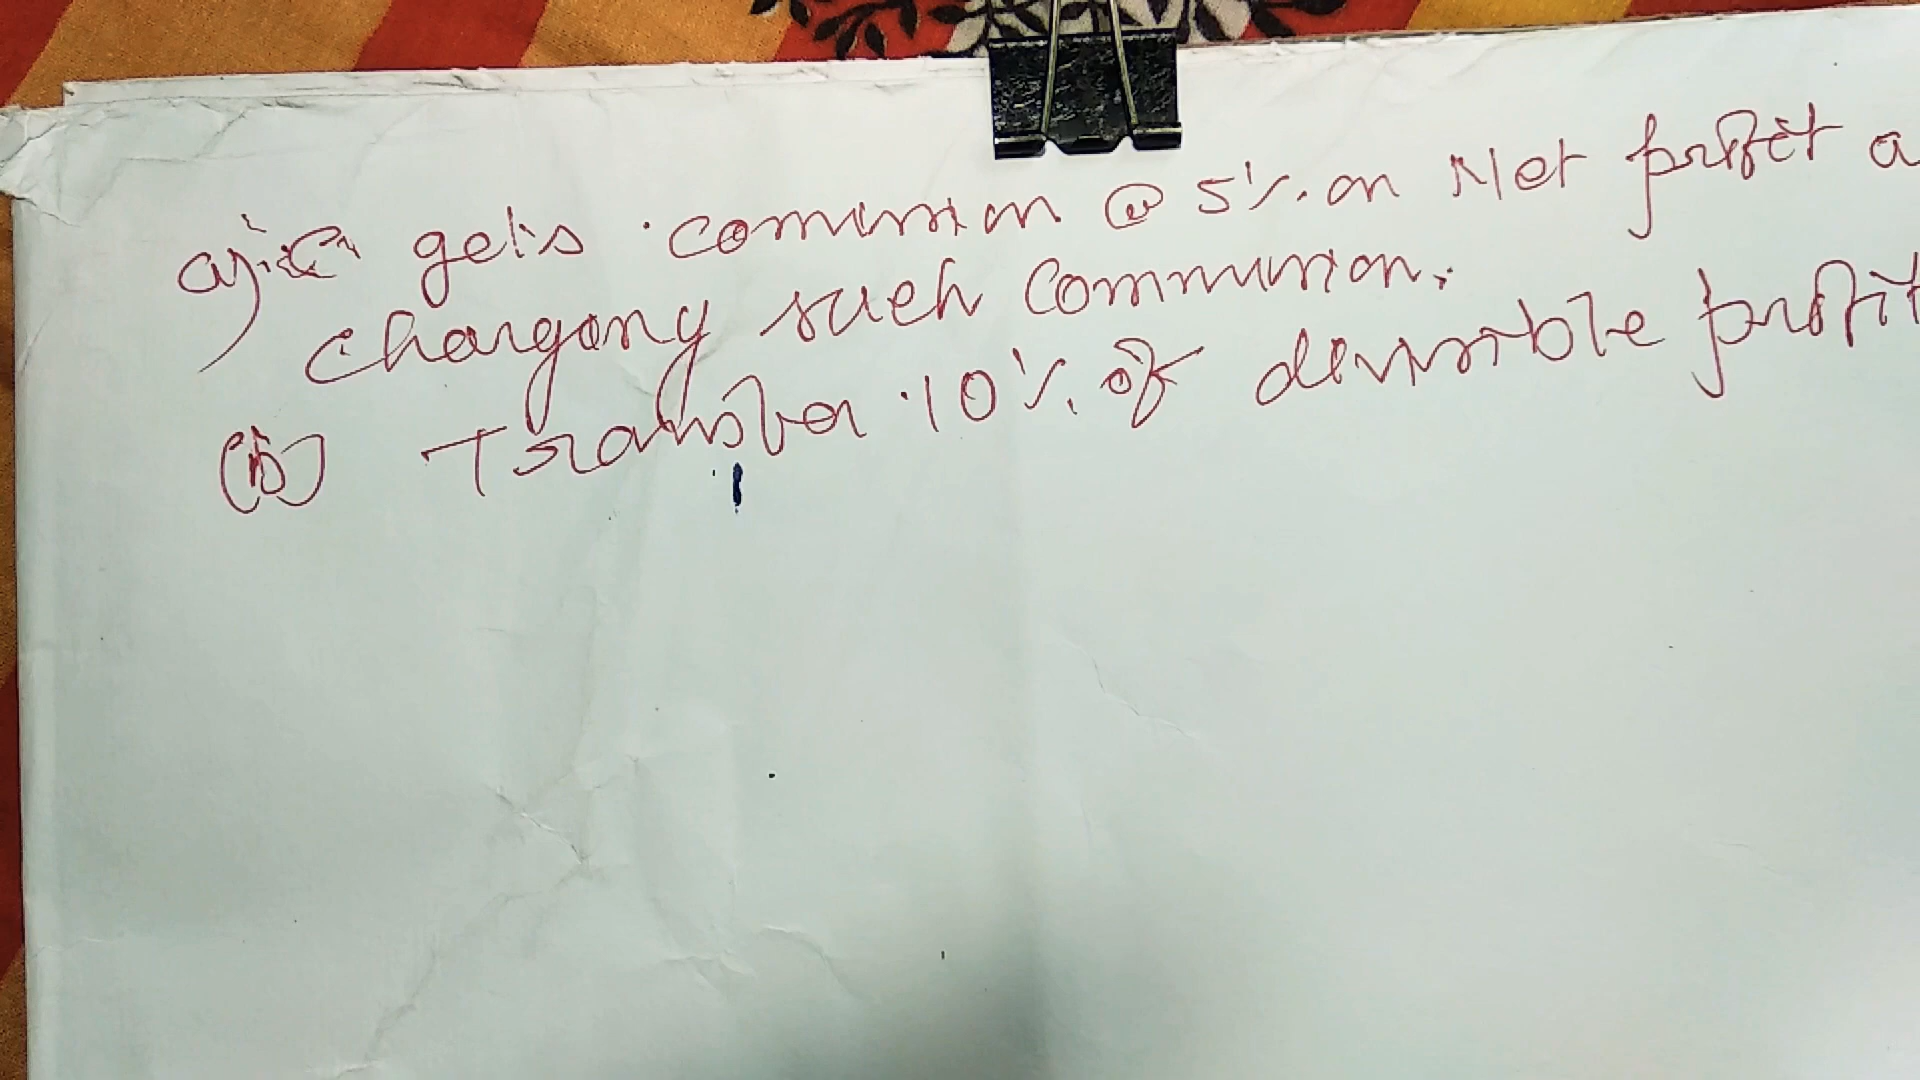 gets commission @ 5% on Net profit a
charging such commission.
Transfer 10% of divisible profit